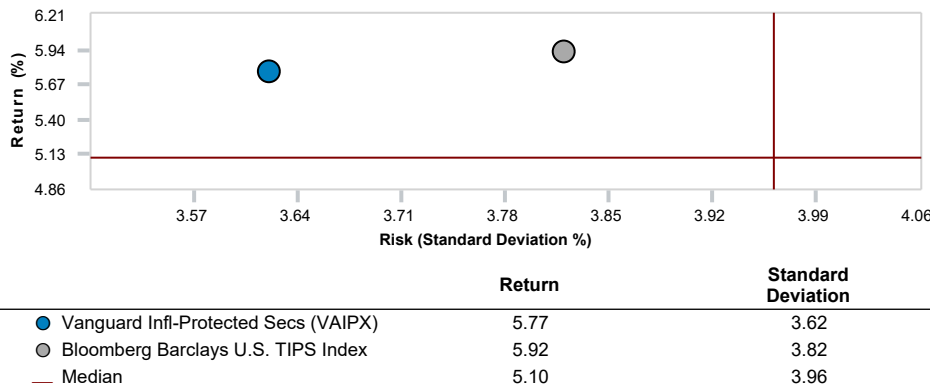 6.21
5.94
5.67
5.40
5.13
4.86
Return (%)
3.57 3.64 3.71 3.78 3.85 3.92 3.99 4.06
Risk (Standard Deviation %)
Return Standard Deviation
Vanguard Infl-Protected Secs (VAIPX) 5.77 3.62
Bloomberg Barclays U.S. TIPS Index 5.92 3.82
Median 5.10 3.96